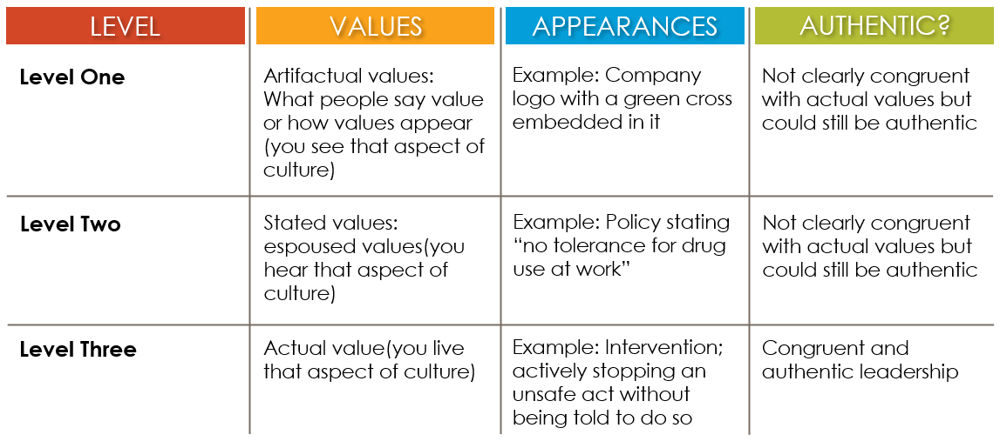 LEVEL
VALUES
APPEARANCES
AUTHENTIC?
Level One
Artifactual values:
What people say value
or how values appear
(you see that aspect of
culture)
Example: Company
logo with a green cross
embedded in it
Not clearly congruent
with actual values but
could still be authentic
Level Two
Stated values:
espoused values(you
hear that aspect of
culture)
Example: Policy stating
“no tolerance for drug
use at work”
Not clearly congruent
with actual values but
could still be authentic
Level Three
Actual value(you live
that aspect of culture)
Example: Intervention;
actively stopping an
unsafe act without
being told to do so
Congruent and
authentic leadership